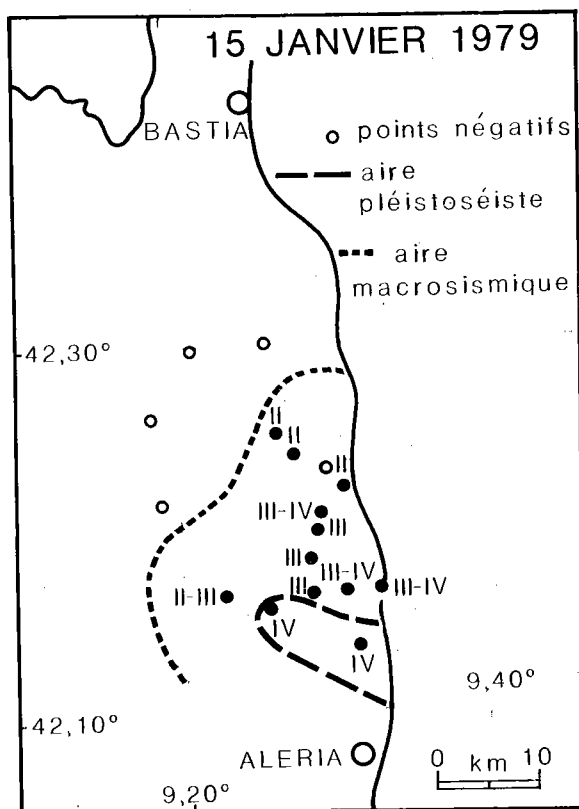 15 JANVIER 1979
BASTIA
points négatifs
aire
pléistoséiste
aire
macrosismique
42,30°
II
II
II
III-IV
III
III
III-IV
II-III
III
III-IV
IV
IV
9,40°
42,10°
ALERIA
0 km 10
9,20°